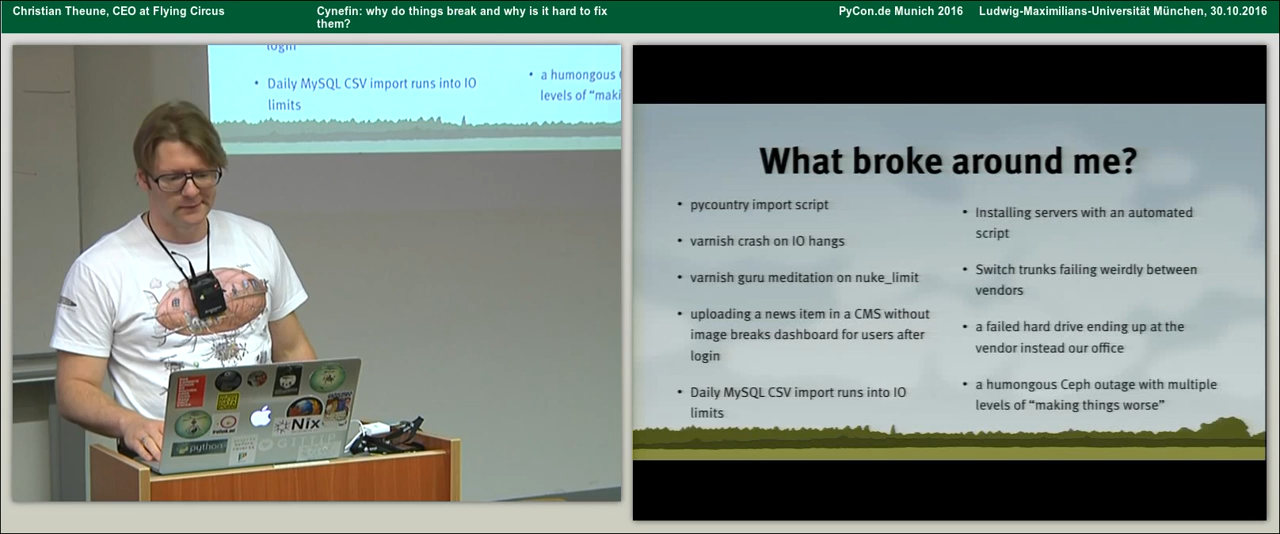 Christian Theune, CEO at Flying Circus
Cynefin: why do things break and why is it hard to fix
them?
PyCon.de Munich 2016
Ludwig-Maximilians-Universität München, 30.10.2016
login
• Daily MySQL CSV import runs into IO
limits
• a humongous
levels of “maki
Nix
python
What broke around me?
• pycountry import script
• varnish crash on IO hangs
• varnish guru meditation on nuke_limit
• uploading a news item in a CMS without
image breaks dashboard for users after
login
• Daily MySQL CSV import runs into IO
limits
• Installing servers with an automated
script
• Switch trunks failing weirdly between
vendors
• a failed hard drive ending up at the
vendor instead our office
• a humongous Ceph outage with multiple
levels of “making things worse”